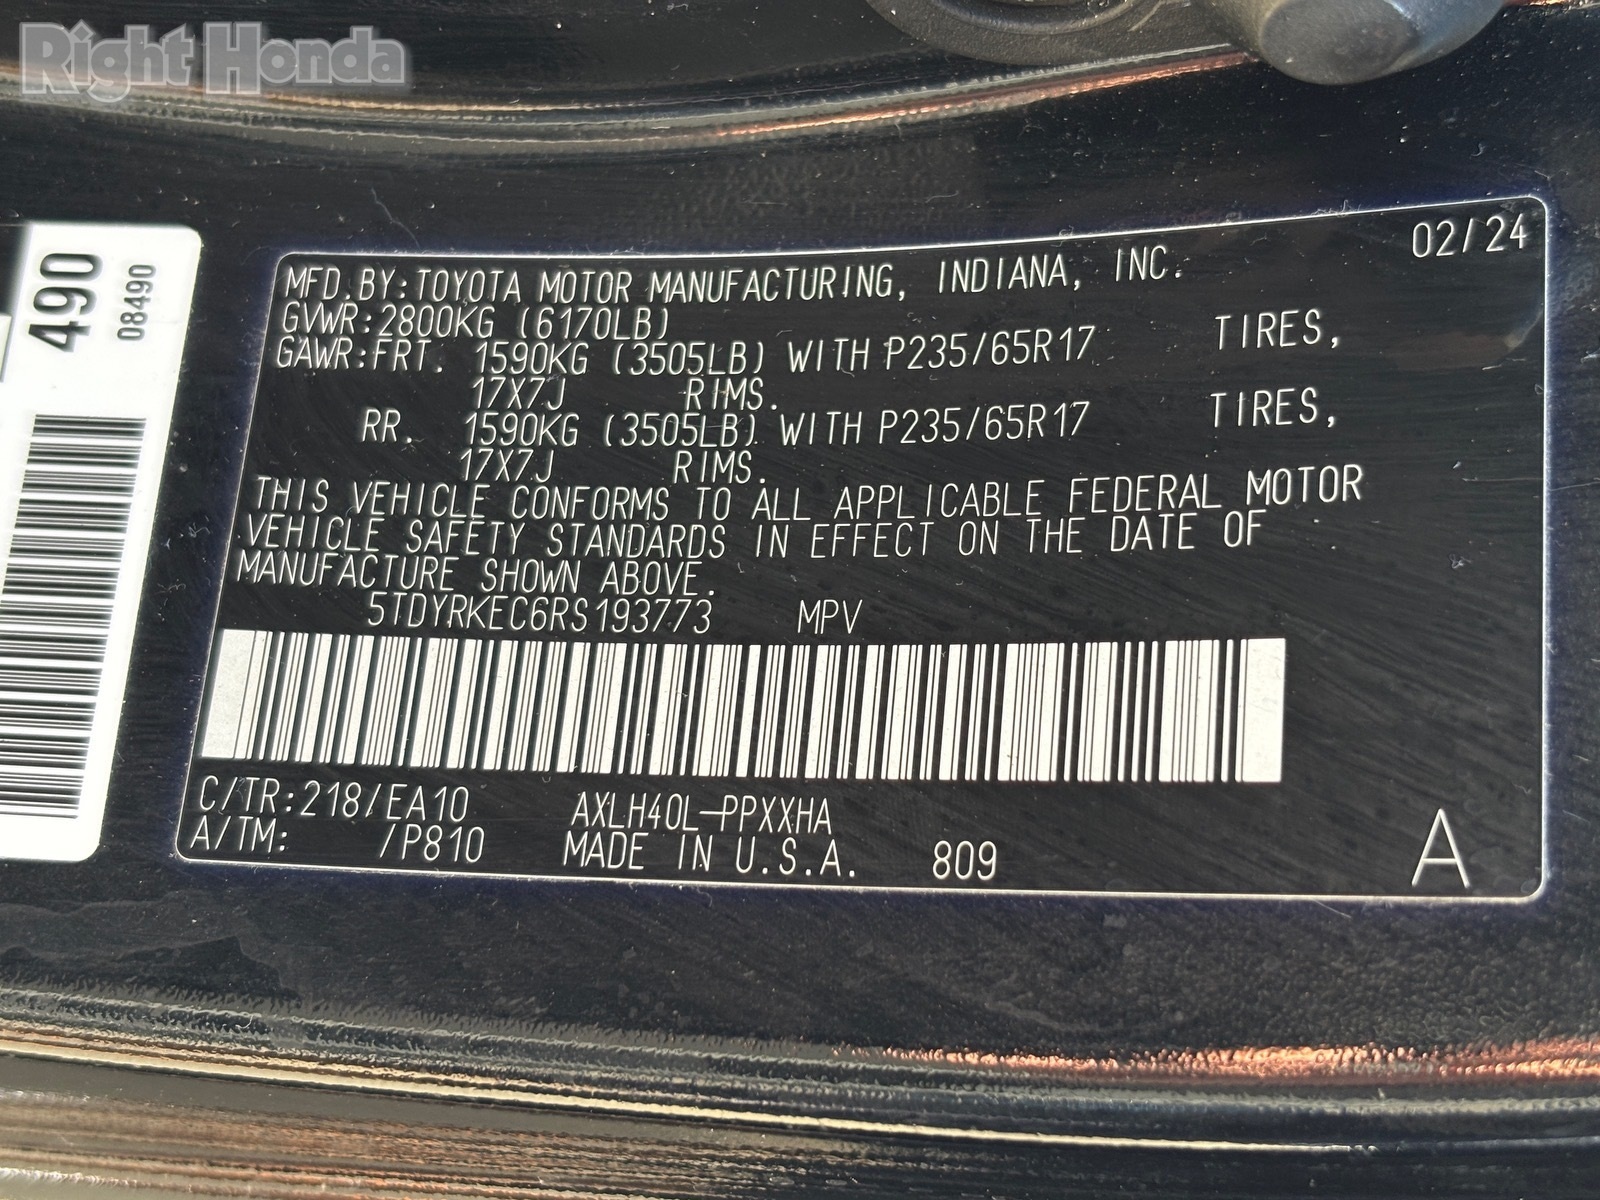 Right Honda
490
08490
02/24
MFD.BY:TOYOTA MOTOR MANUFACTURING, INDIANA, INC.
GVWR:2800KG (6170LB)
GAWR:FRT. 1590KG (3505LB) WITH P235/65R17 TIRES,
17X7J RIMS.
RR. 1590KG (3505LB) WITH P235/65R17 TIRES,
17X7J RIMS.
THIS VEHICLE CONFORMS TO ALL APPLICABLE FEDERAL MOTOR
VEHICLE SAFETY STANDARDS IN EFFECT ON THE DATE OF
MANUFACTURE SHOWN ABOVE.
5TDYRKEC6RS193773 MPV
C/TR:218/EA10 AXLH40L-PPXXHA
A/TM: /P810 MADE IN U.S.A. 809 A